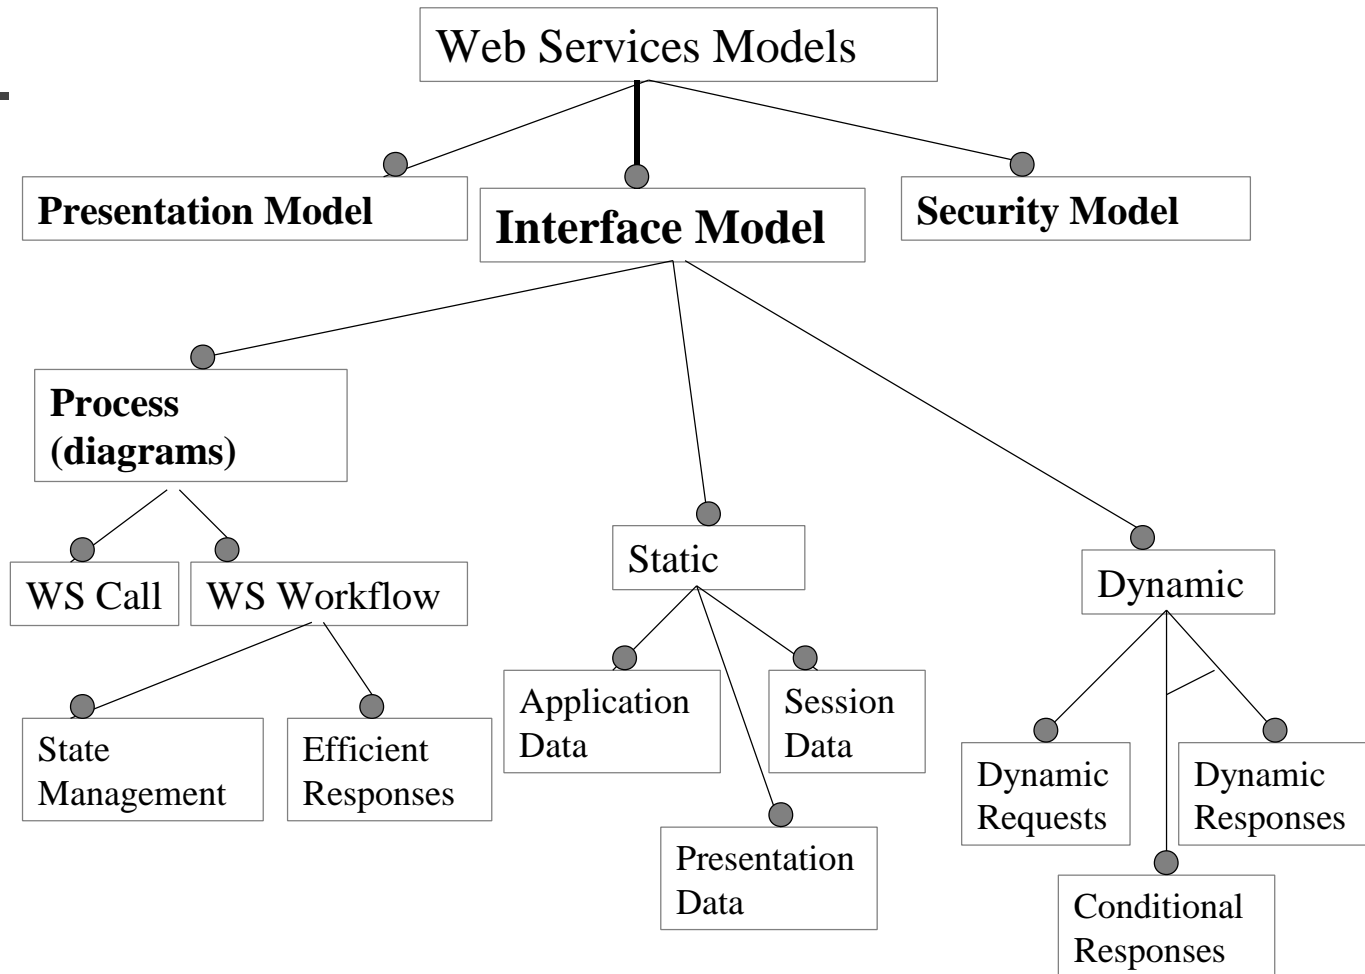 Web Services Models
Presentation Model
Interface Model
Security Model
Process
(diagrams)
WS Call
WS Workflow
State
Management
Efficient
Responses
Static
Application
Data
Session
Data
Presentation
Data
Dynamic
Dynamic
Requests
Dynamic
Responses
Conditional
Responses